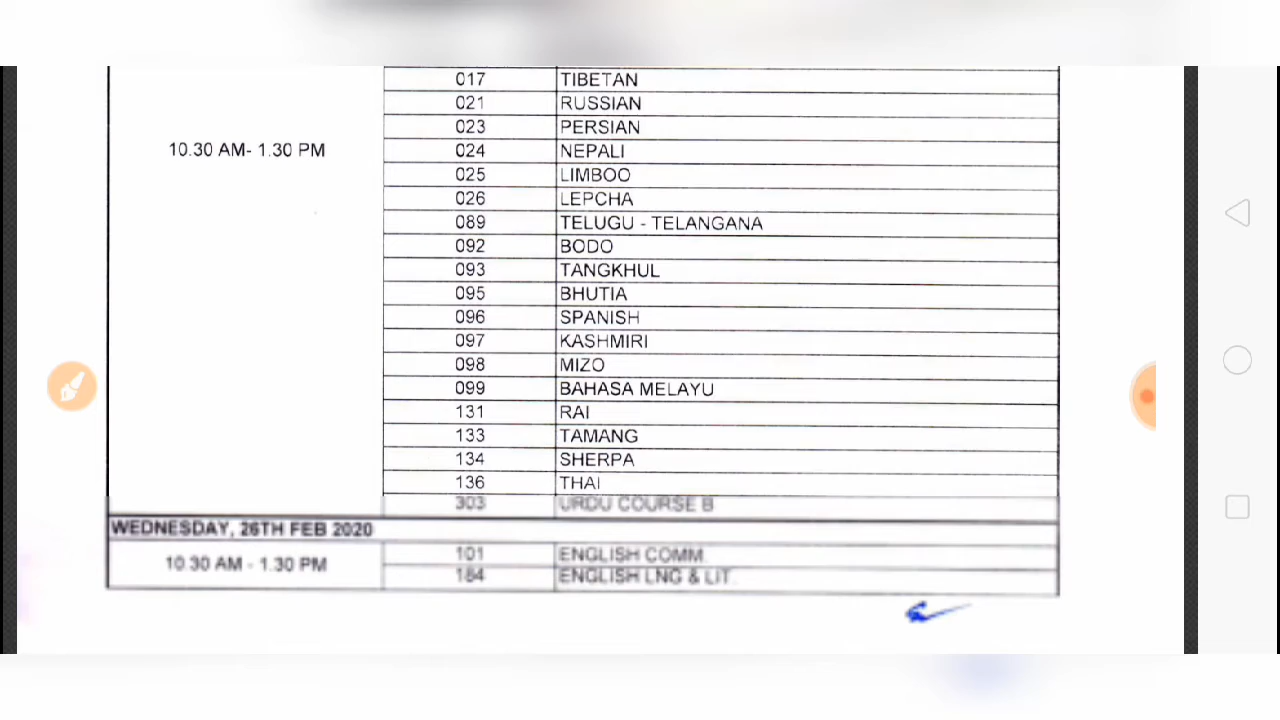 017 TIBETAN
021 RUSSIAN
023 PERSIAN
10.30 AM- 1.30 PM 024 NEPALI
025 LIMBOO
026 LEPCHA
089 TELUGU - TELANGANA
092 BODO
093 TANGKHUL
095 BHUTIA
096 SPANISH
097 KASHMIRI
098 MIZO
099 BAHASA MELAYU
131 RAI
133 TAMANG
134 SHERPA
136 THAI
303 URDU COURSE B
WEDNESDAY, 26TH FEB 2020
10.30 AM - 1.30 PM 101 ENGLISH COMM.
184 ENGLISH LNG & LIT.